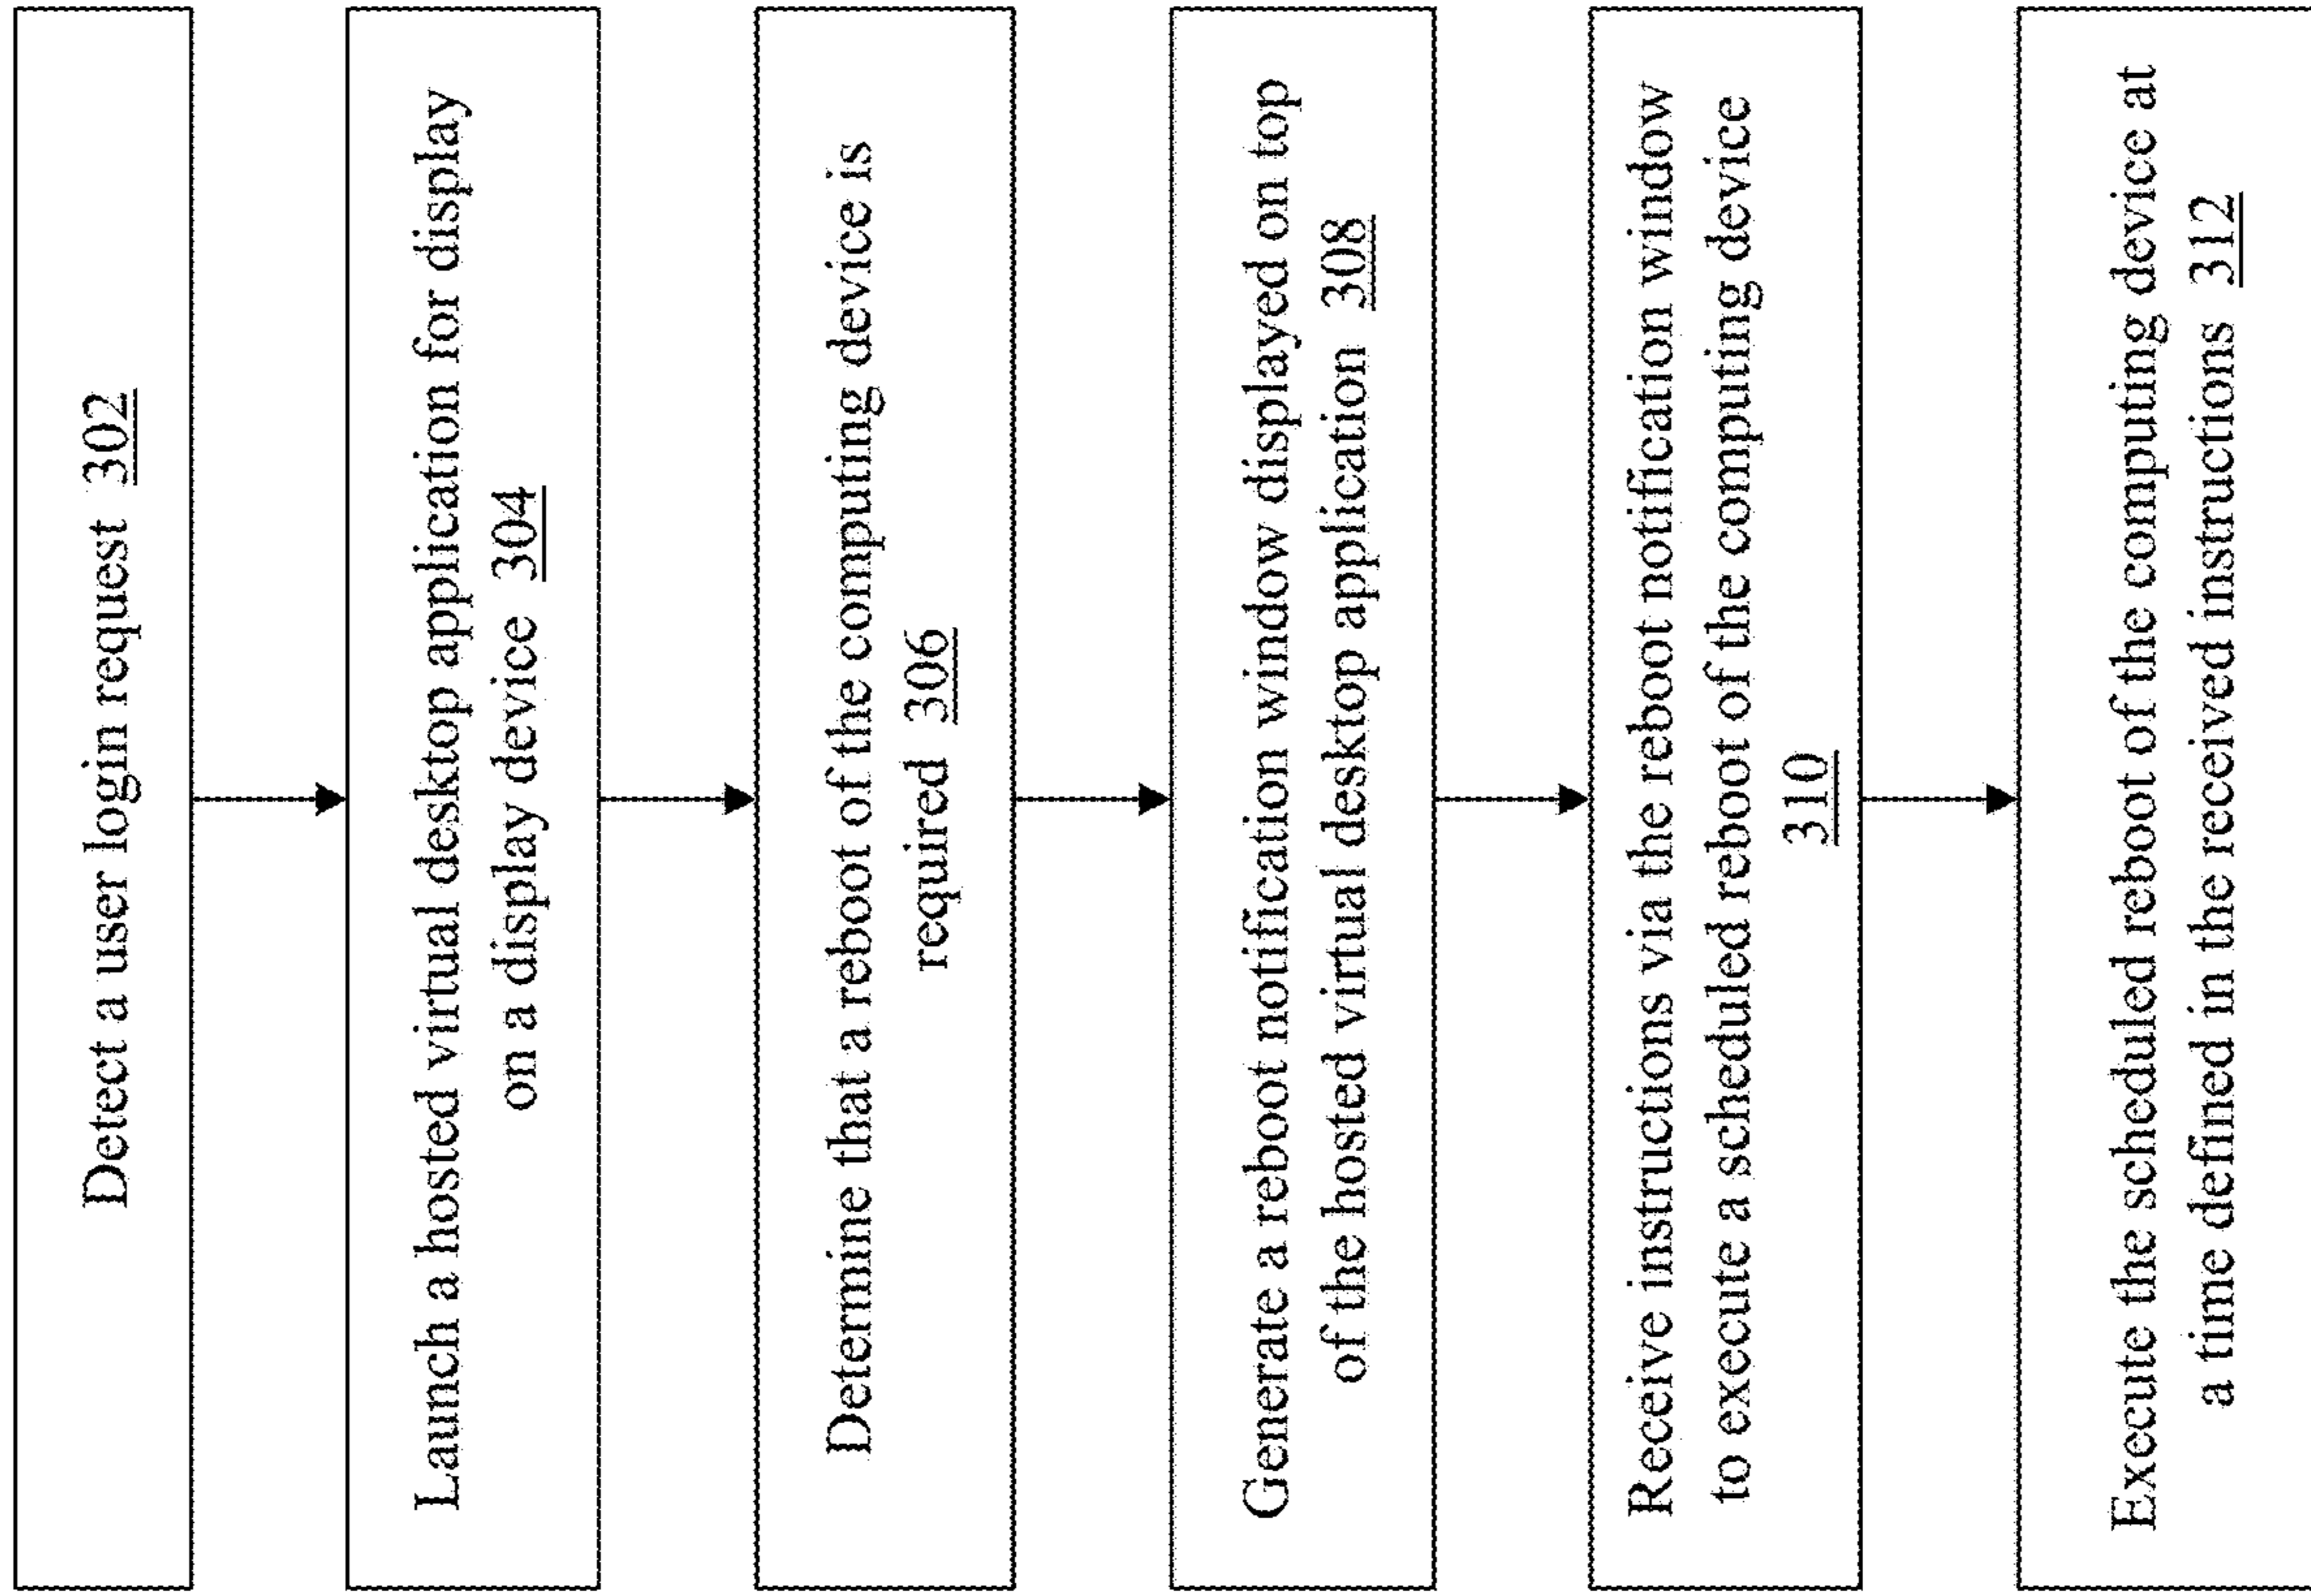 Detect a user login request 302
Launch a hosted virtual desktop application for display
on a display device 304
Determine that a reboot of the computing device is
required 306
Generate a reboot notification window displayed on top
of the hosted virtual desktop application 308
Receive instructions via the reboot notification window
to execute a scheduled reboot of the computing device
310
Execute the scheduled reboot of the computing device at
a time defined in the received instructions 312